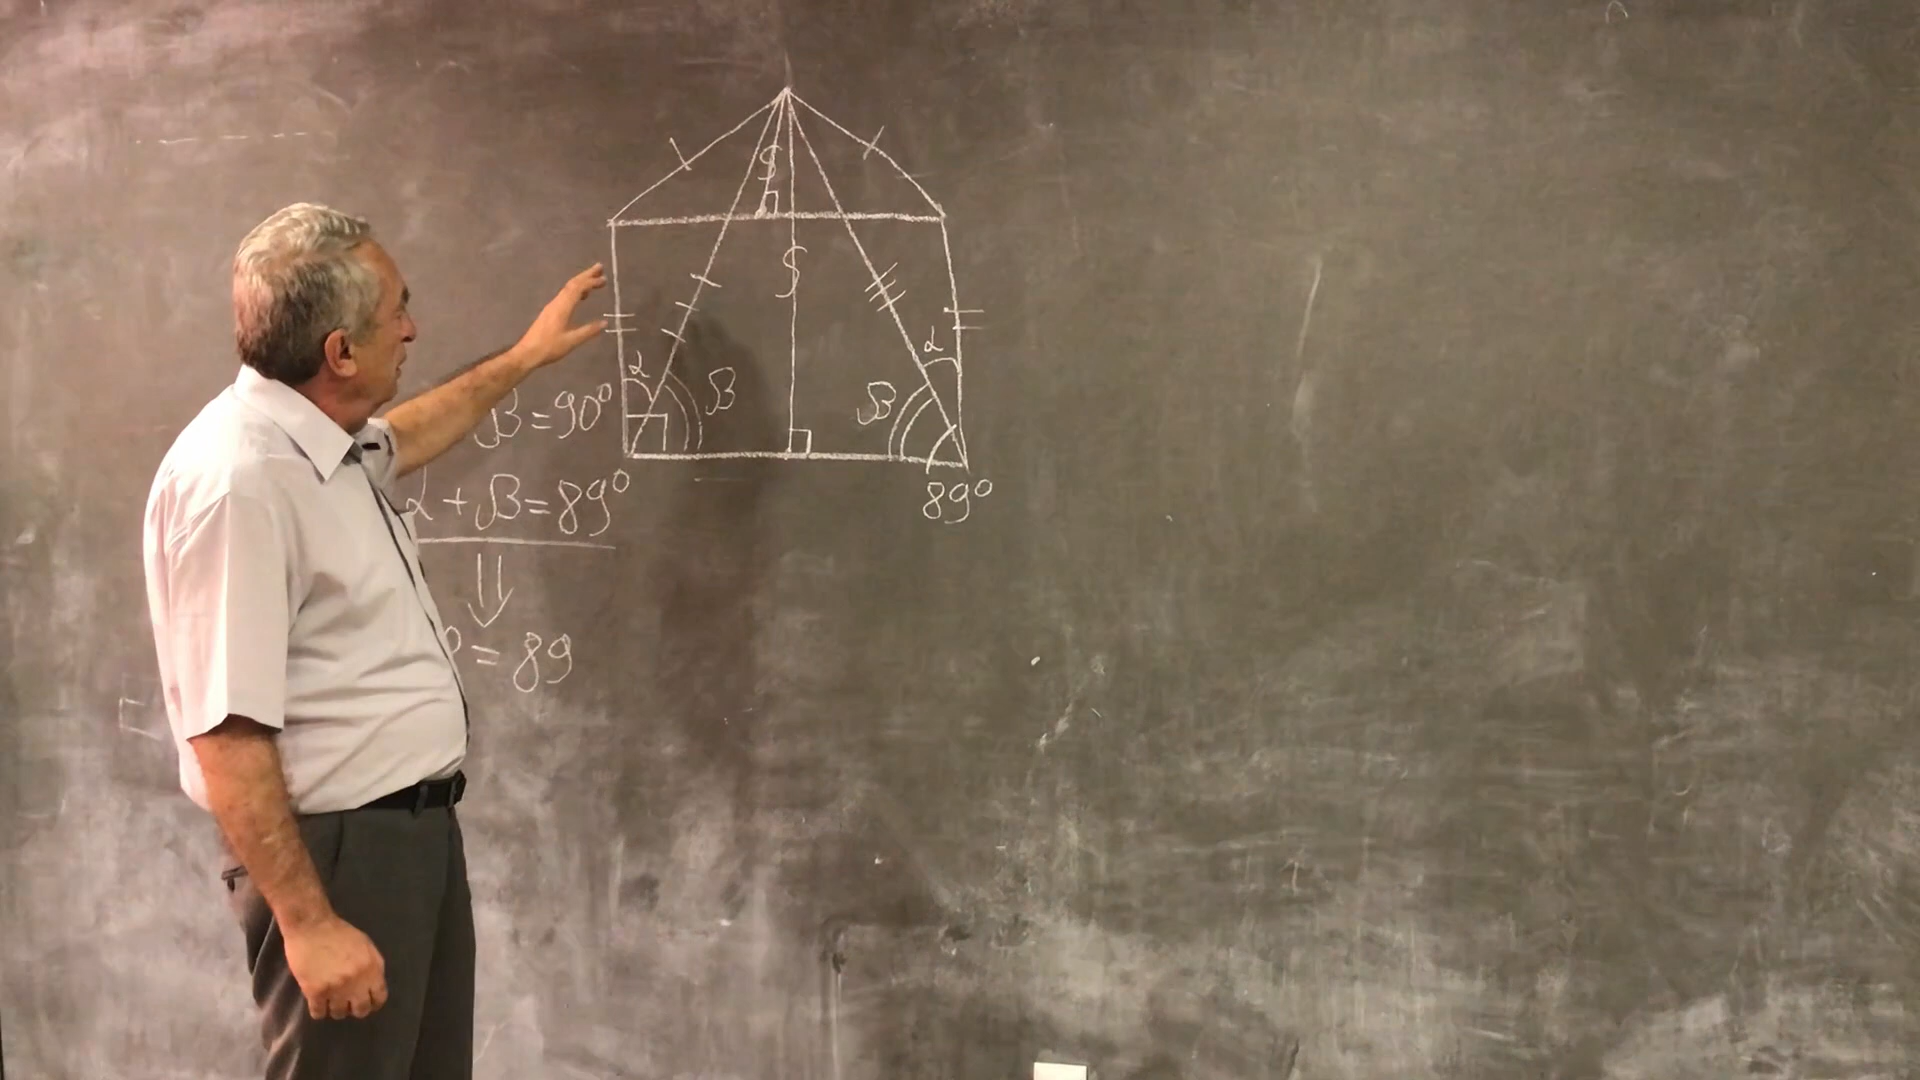 S
S
α
α
β
β
β = 90°
α + β = 89°
89°
⇓
° = 89